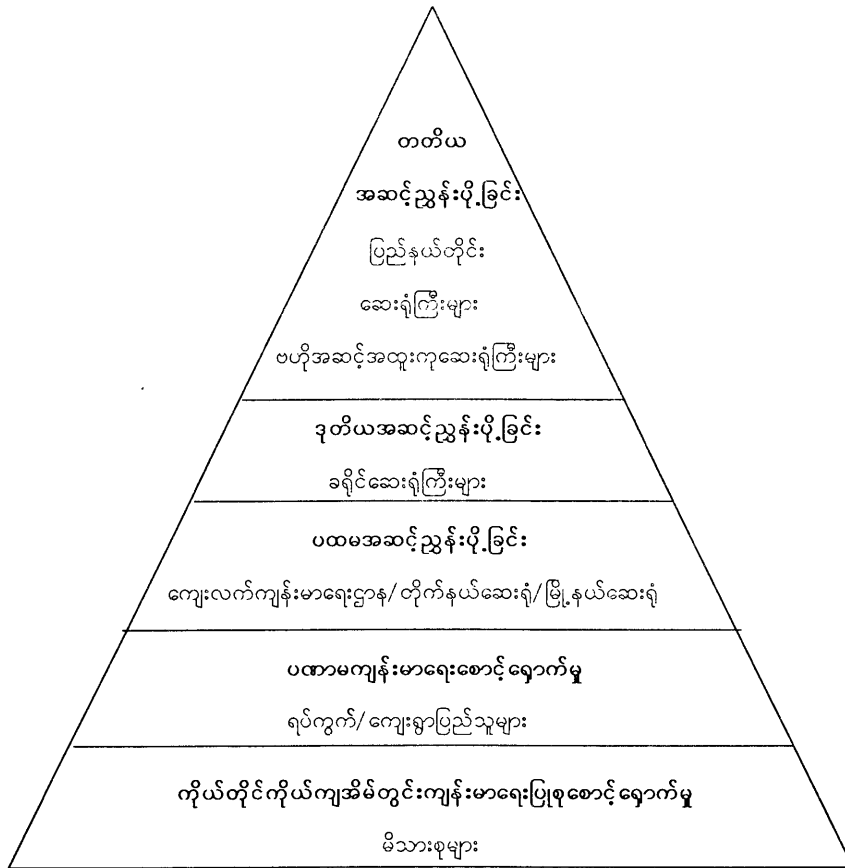 တတိယ
အဆင့်ညွှန်းပို့ခြင်း
ပြည်နယ်တိုင်း
ဆေးရုံကြီးများ
ဗဟိုအဆင့်အထူးကုဆေးရုံကြီးများ
ဒုတိယအဆင့်ညွှန်းပို့ခြင်း
ခရိုင်ဆေးရုံကြီးများ
ပထမအဆင့်ညွှန်းပို့ခြင်း
ကျေးလက်ကျန်းမာရေးဌာန/တိုက်နယ်ဆေးရုံ/မြို့နယ်ဆေးရုံ
ပဏာမကျန်းမာရေးစောင့်ရှောက်မှု
ရပ်ကွက်/ကျေးရွာပြည်သူများ
ကိုယ်တိုင်ကိုယ်ကျအိမ်တွင်းကျန်းမာရေးပြုစုစောင့်ရှောက်မှု
မိသားစုများ